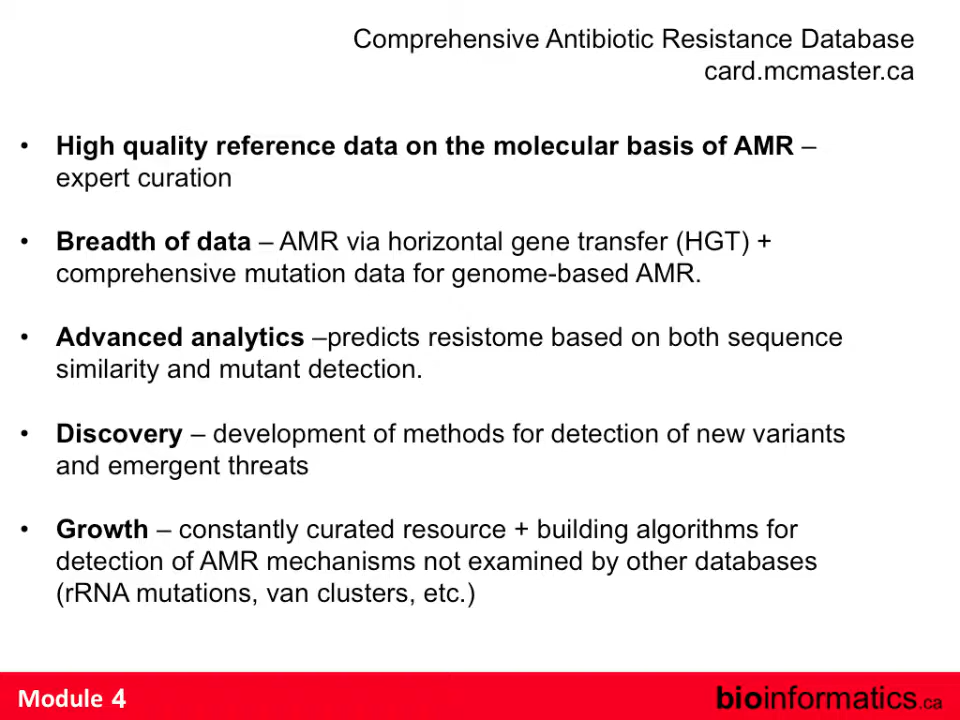 Comprehensive Antibiotic Resistance Database
card.mcmaster.ca
• High quality reference data on the molecular basis of AMR –
expert curation
• Breadth of data – AMR via horizontal gene transfer (HGT) +
comprehensive mutation data for genome-based AMR.
• Advanced analytics –predicts resistome based on both sequence
similarity and mutant detection.
• Discovery – development of methods for detection of new variants
and emergent threats
• Growth – constantly curated resource + building algorithms for
detection of AMR mechanisms not examined by other databases
(rRNA mutations, van clusters, etc.)
Module 4
bioinformatics.ca